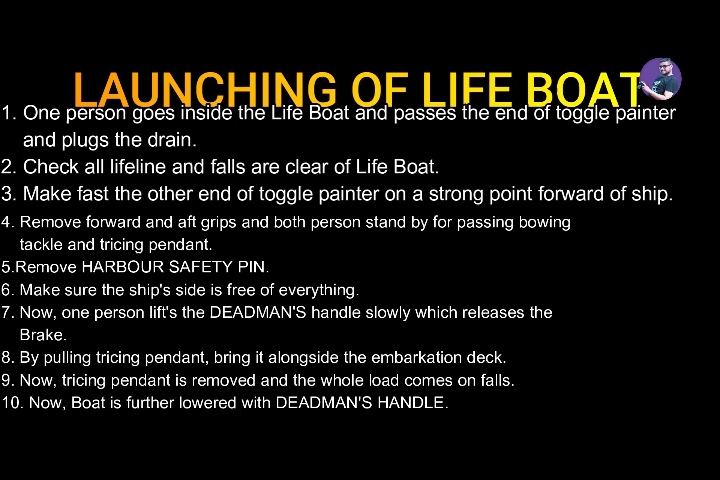 LAUNCHING OF LIFE BOAT
1. One person goes inside the Life Boat and passes the end of toggle painter
and plugs the drain.
2. Check all lifeline and falls are clear of Life Boat.
3. Make fast the other end of toggle painter on a strong point forward of ship.
4. Remove forward and aft grips and both person stand by for passing bowing
tackle and tricing pendant.
5.Remove HARBOUR SAFETY PIN.
6. Make sure the ship's side is free of everything.
7. Now, one person lift's the DEADMAN'S handle slowly which releases the
Brake.
8. By pulling tricing pendant, bring it alongside the embarkation deck.
9. Now, tricing pendant is removed and the whole load comes on falls.
10. Now, Boat is further lowered with DEADMAN'S HANDLE.